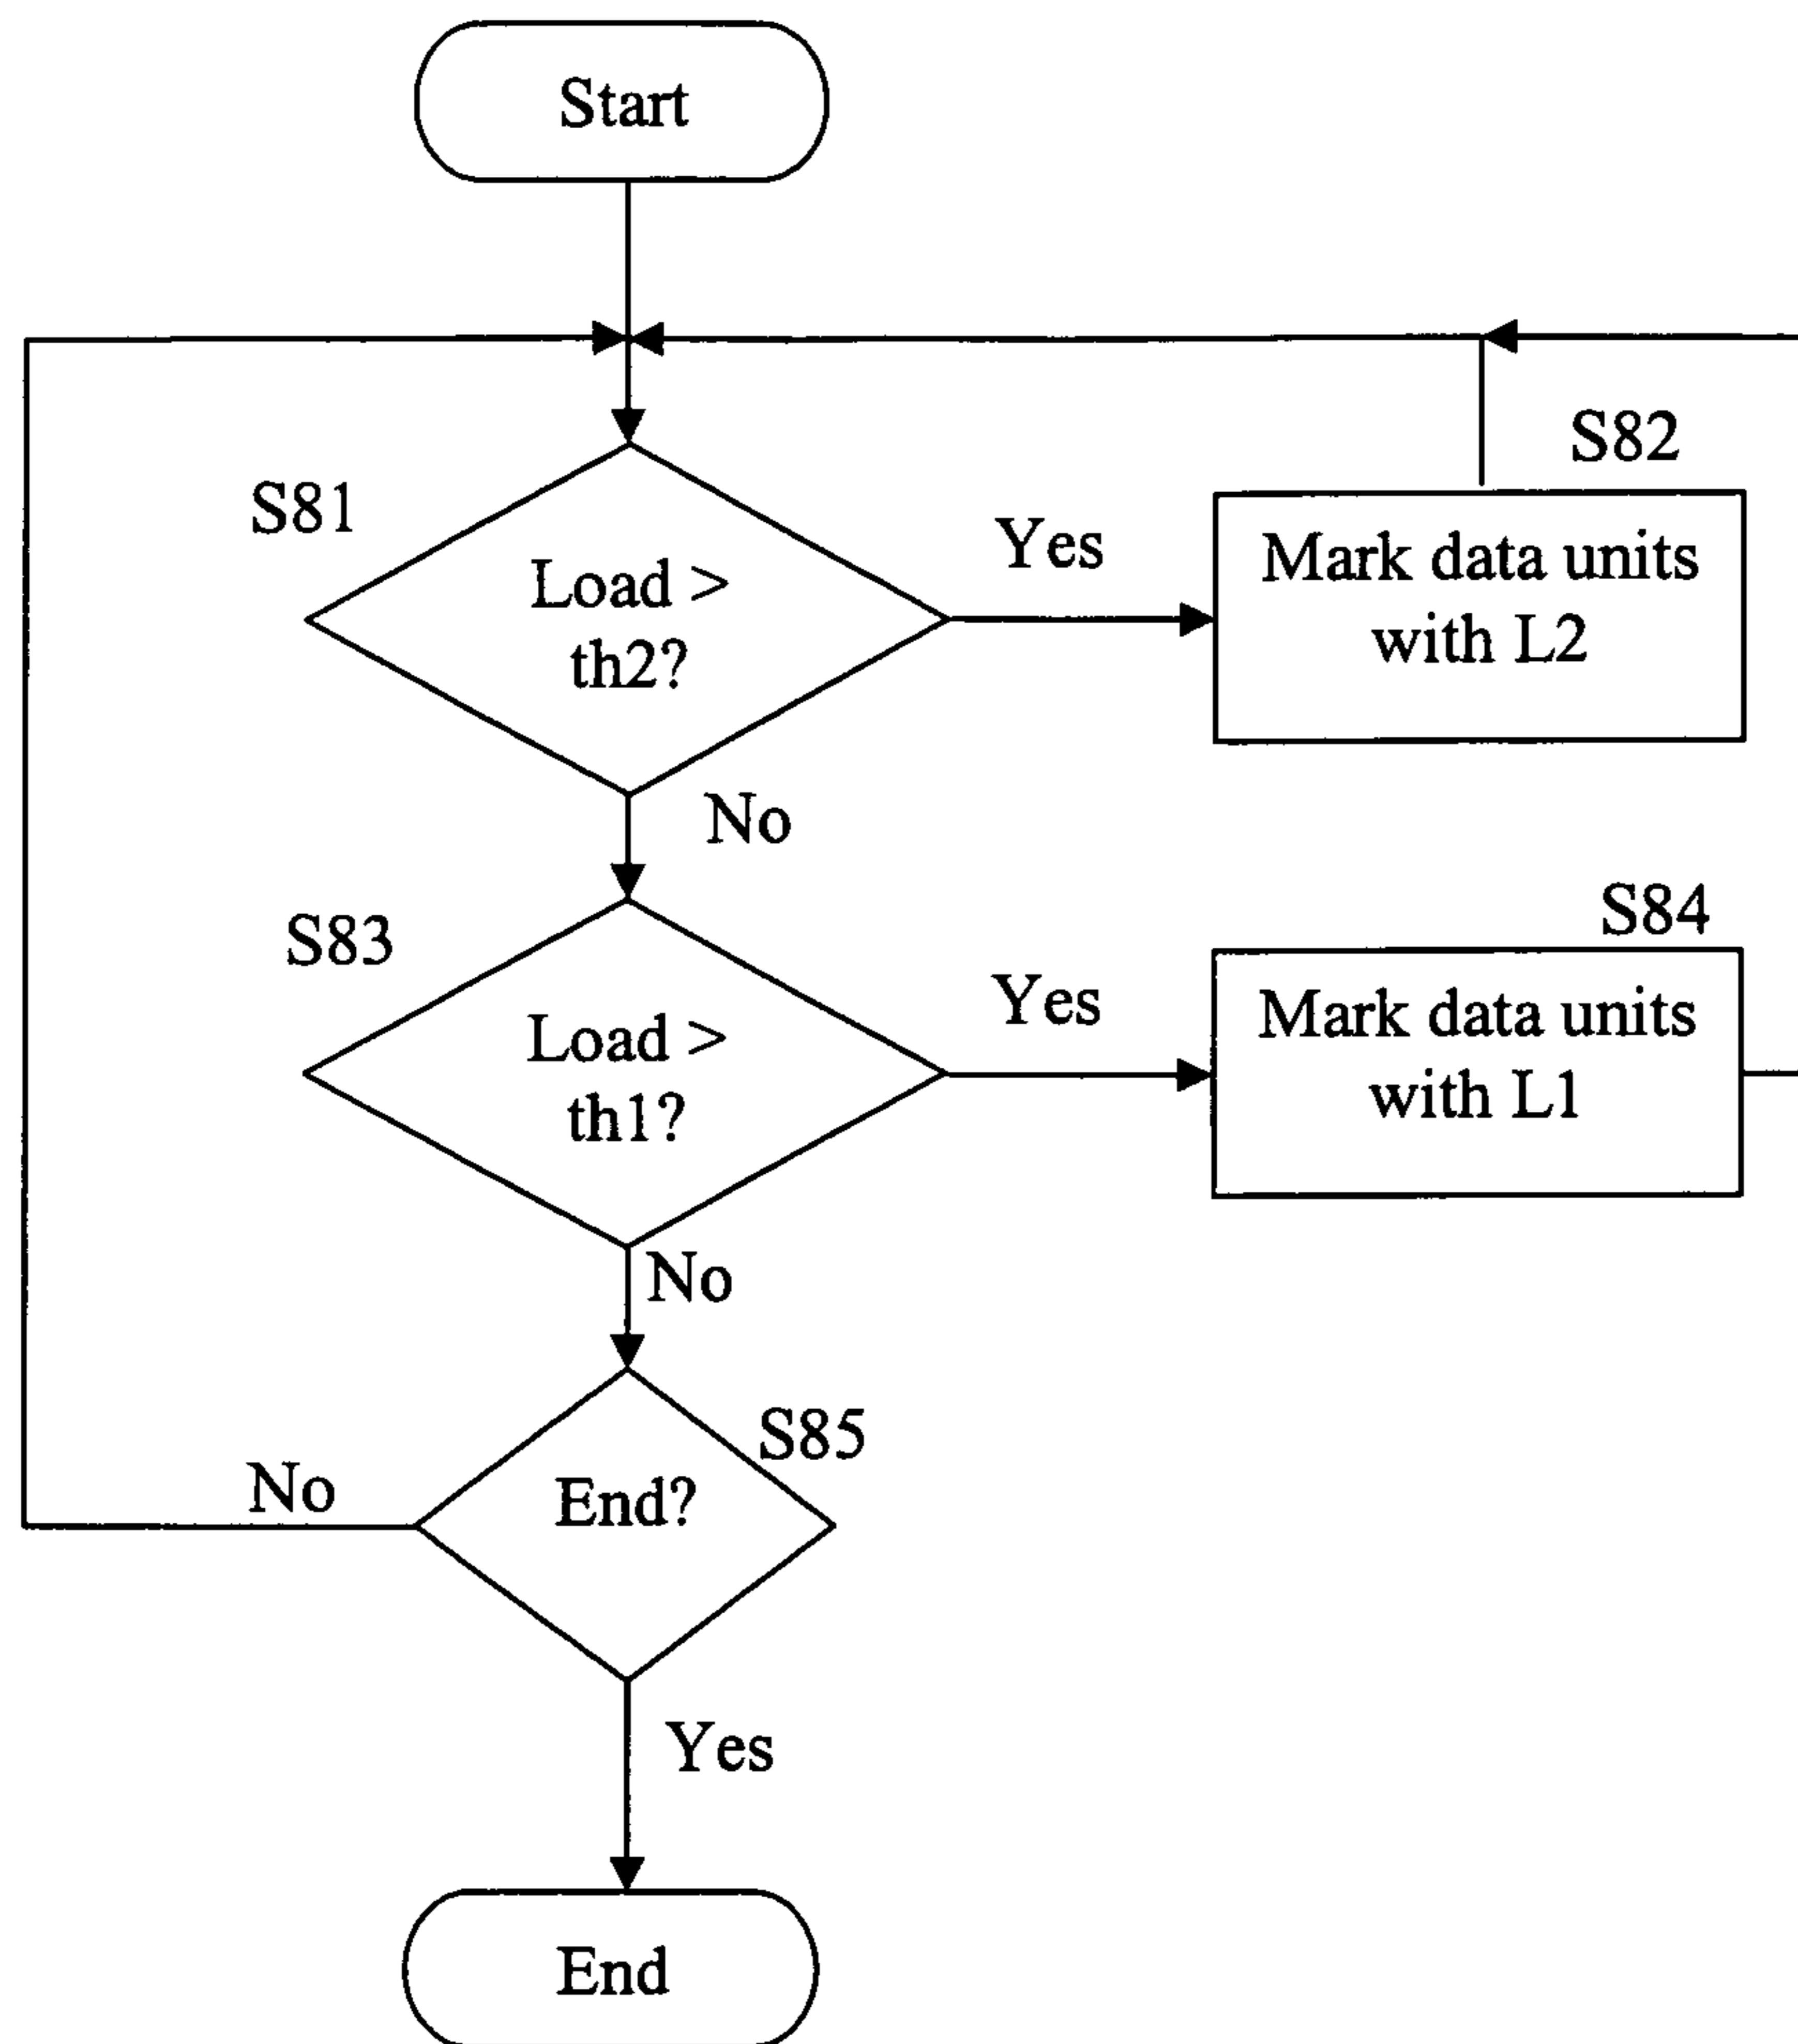 Start
S81
Load >
th2?
Yes
S82
Mark data units
with L2
No
S83
Load >
th1?
Yes
S84
Mark data units
with L1
No
S85
End?
No
Yes
End